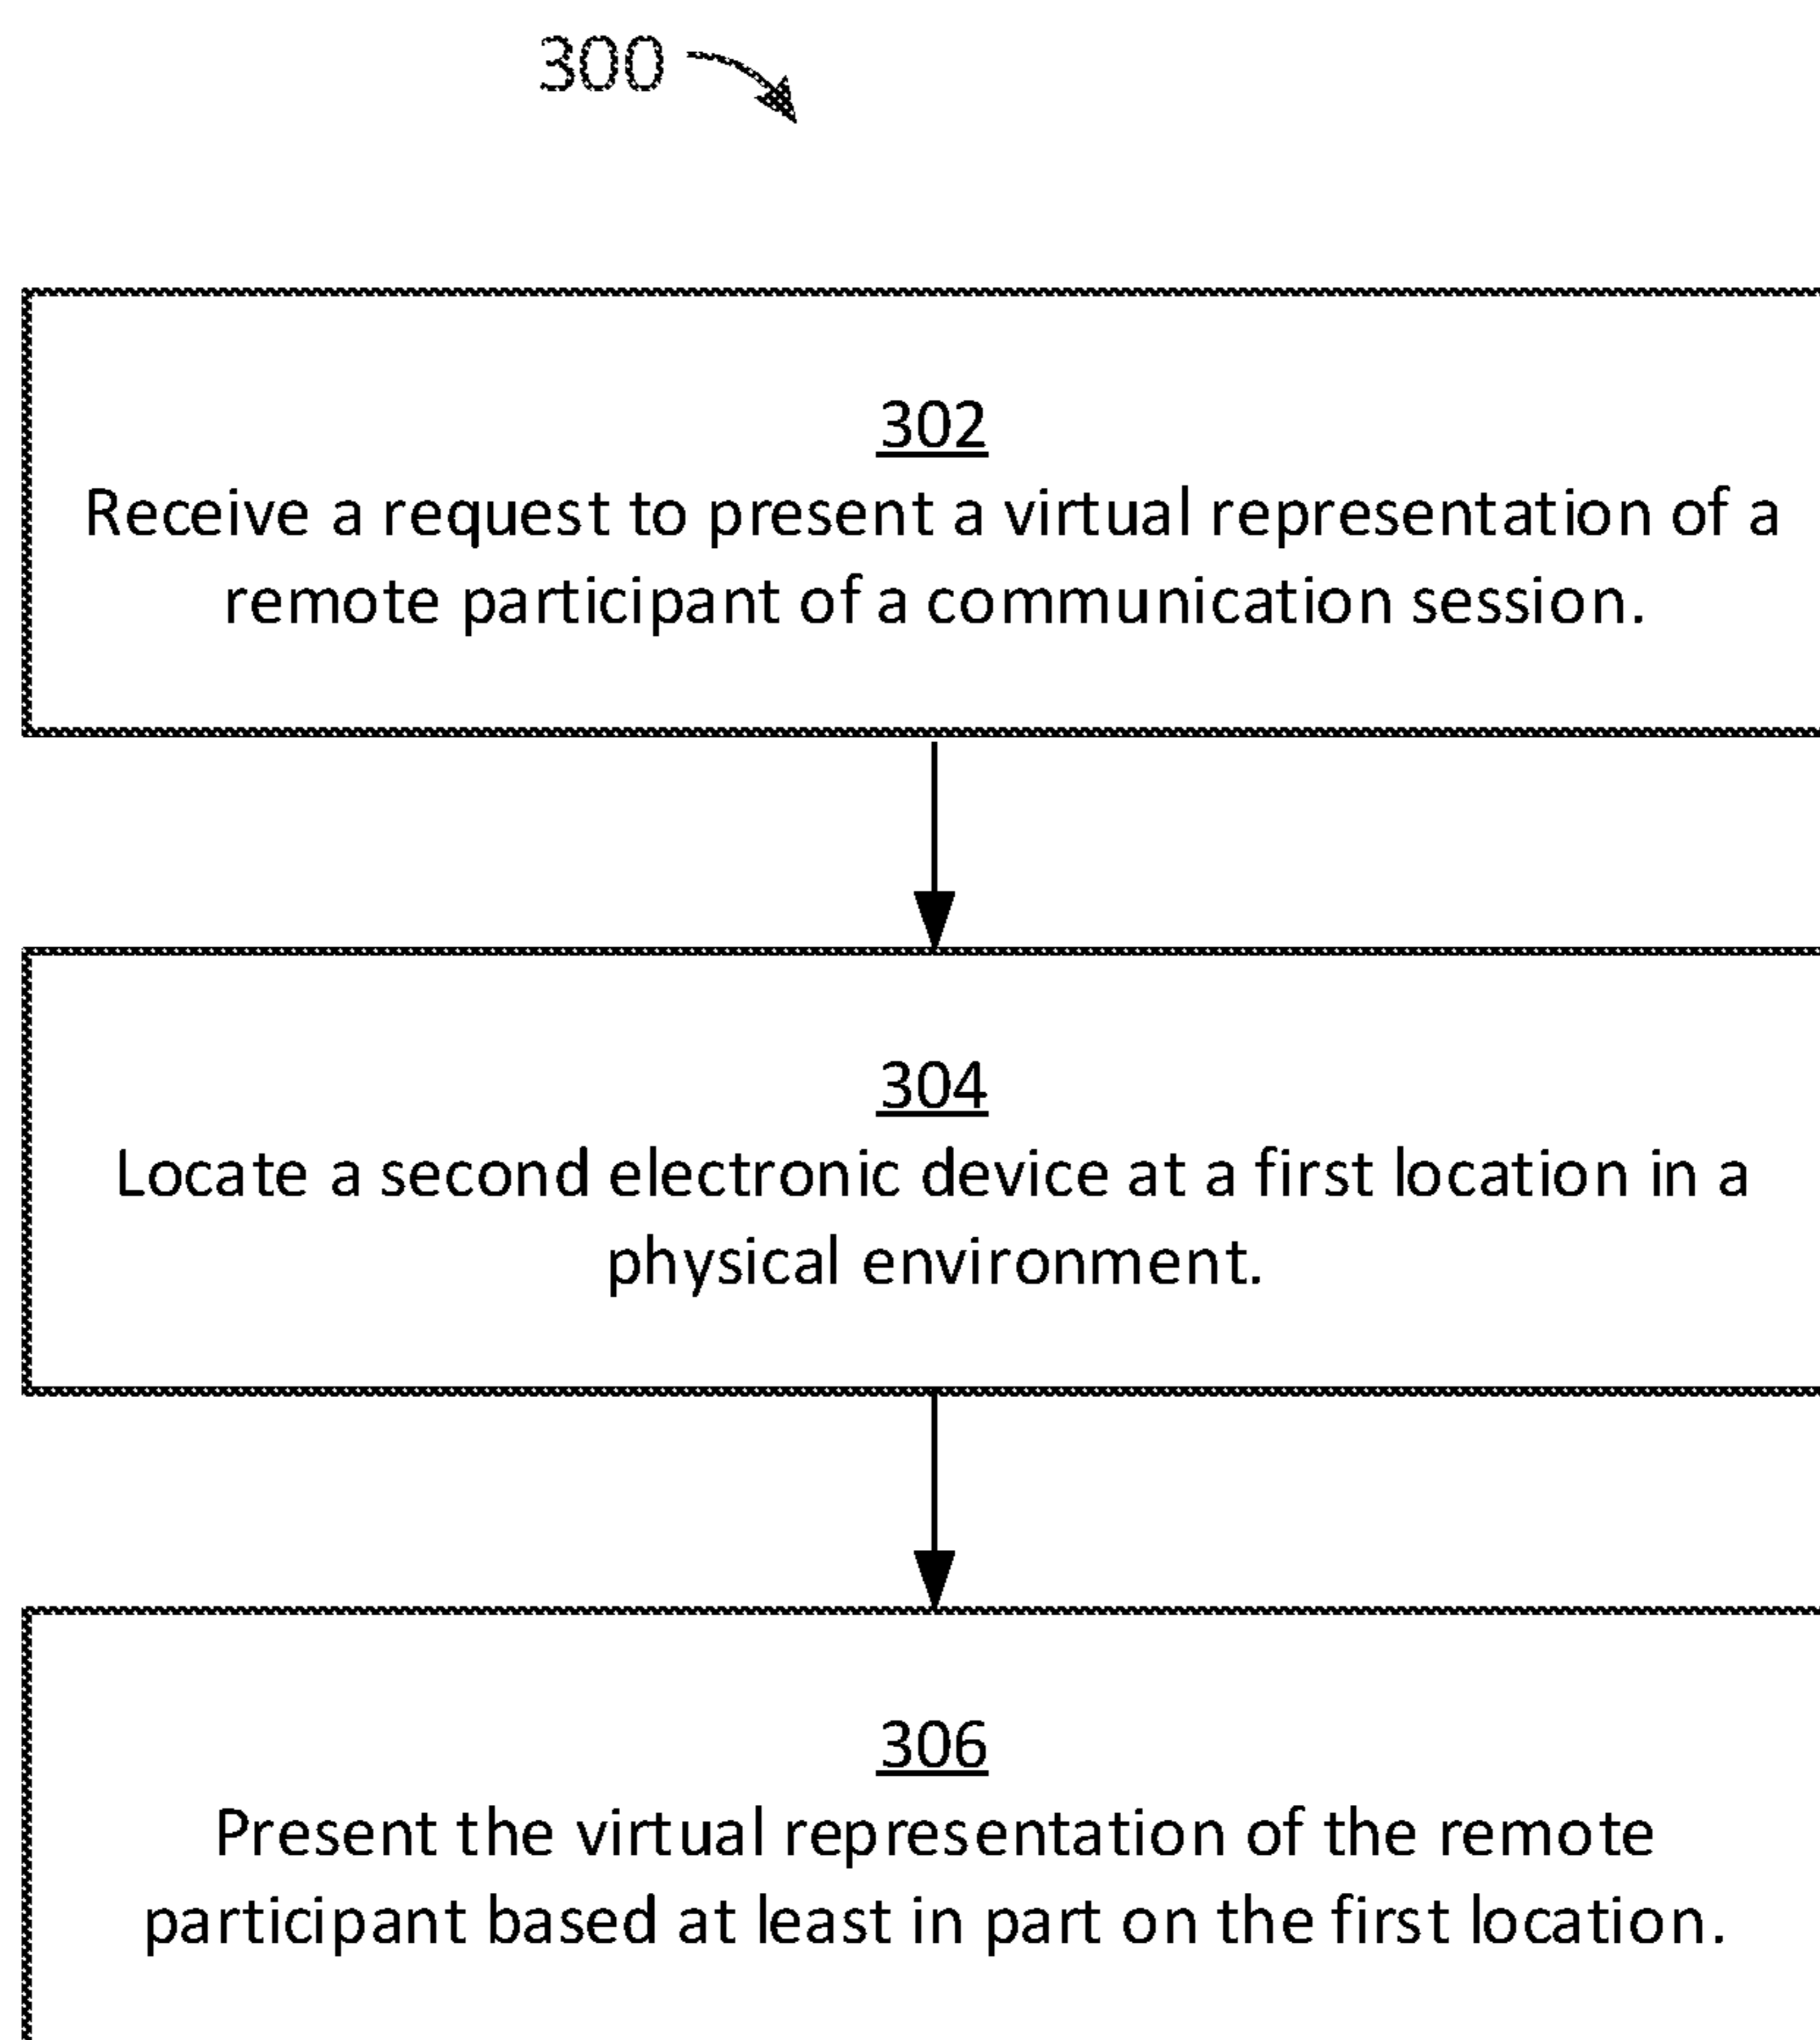 300
302
Receive a request to present a virtual representation of a
remote participant of a communication session.
304
Locate a second electronic device at a first location in a
physical environment.
306
Present the virtual representation of the remote
participant based at least in part on the first location.